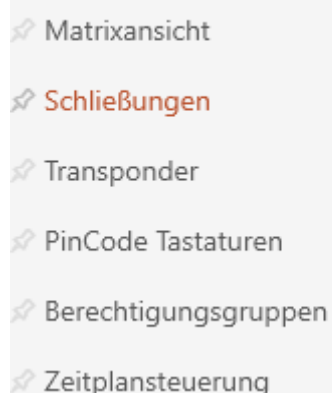 Matrixansicht
Schließungen
Transponder
PinCode Tastaturen
Berechtigungsgruppen
Zeitplansteuerung